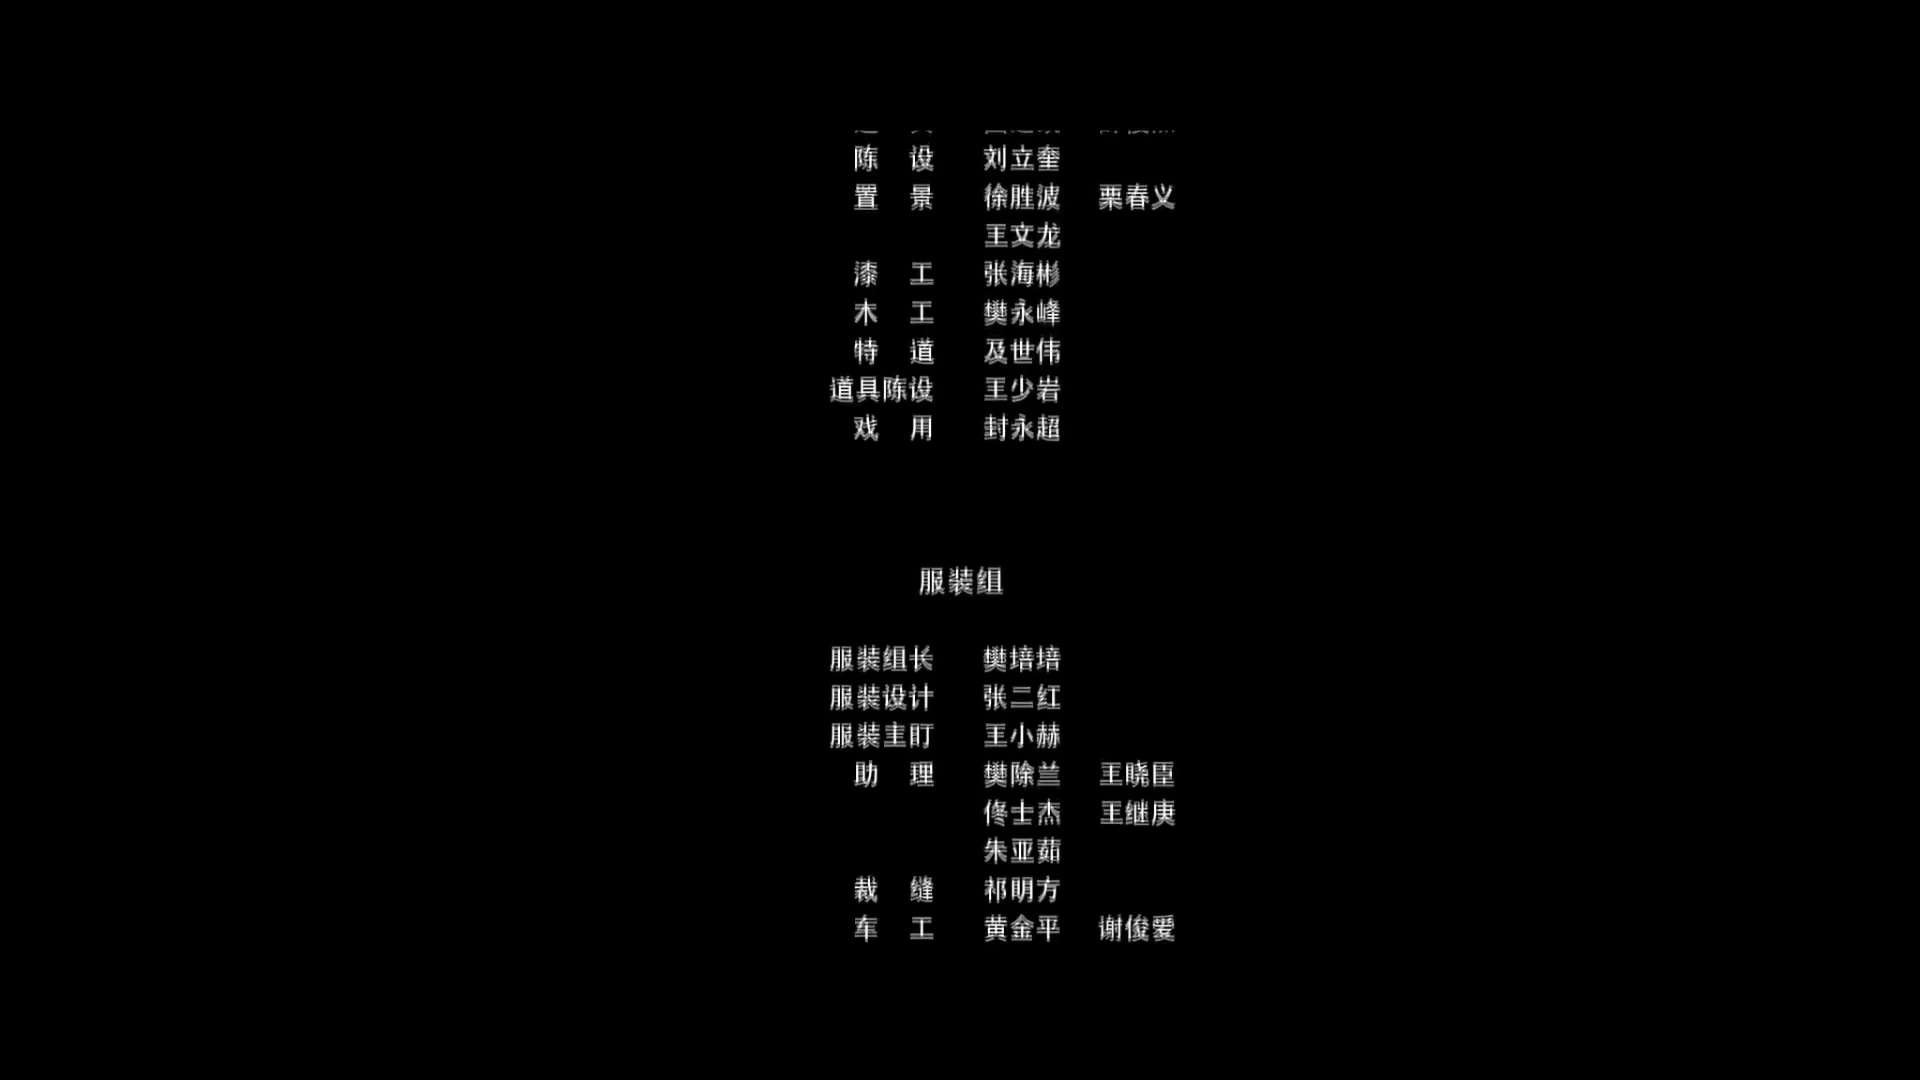 陈 设 刘立奎
置 景 徐胜波 栗春义
王文龙
漆 工 张海彬
木 工 樊永峰
特 道 及世伟
道具陈设 王少岩
戏 用 封永超
服装组
服装组长 樊培培
服装设计 张二红
服装主盯 王小赫
助 理 樊除兰 王晓臣
佟士杰 王继庚
朱亚茹
裁 缝 祁明方
车 工 黄金平 谢俊爱